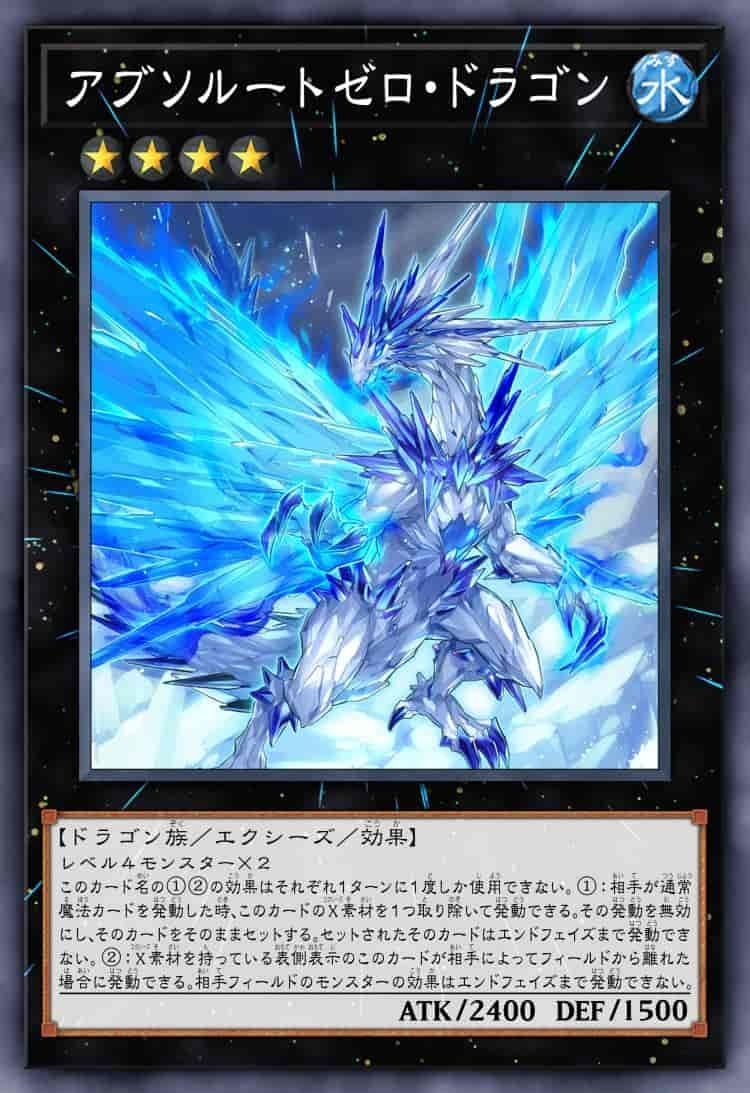 アブソルートゼロ・ドラゴン 水
【ドラゴン族／エクシーズ／効果】
レベル４モンスター×２
このカード名の①②の効果はそれぞれ1ターンに1度しか使用できない。①：相手が通常
魔法カードを発動した時、このカードのX素材を1つ取り除いて発動できる。その発動を無効
にし、そのカードをそのままセットする。セットされたそのカードはエンドフェイズまで発動でき
ない。②：X素材を持っている表側表示のこのカードが相手によってフィールドから離れた
場合に発動できる。相手フィールドのモンスターの効果はエンドフェイズまで発動できない。
ATK/2400 DEF/1500